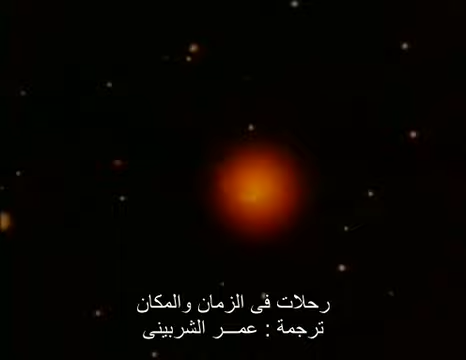 رحلات فى الزمان والمكان
ترجمة : عمـــر الشربينى